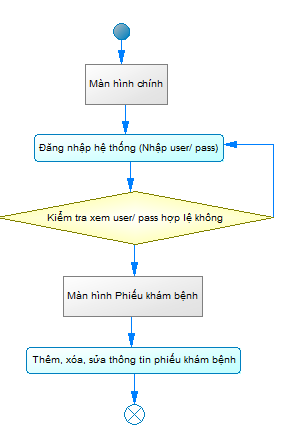 Màn hình chính
Đăng nhập hệ thống (Nhập user/ pass)
Kiểm tra xem user/ pass hợp lệ không
Màn hình Phiếu khám bệnh
Thêm, xóa, sửa thông tin phiếu khám bệnh